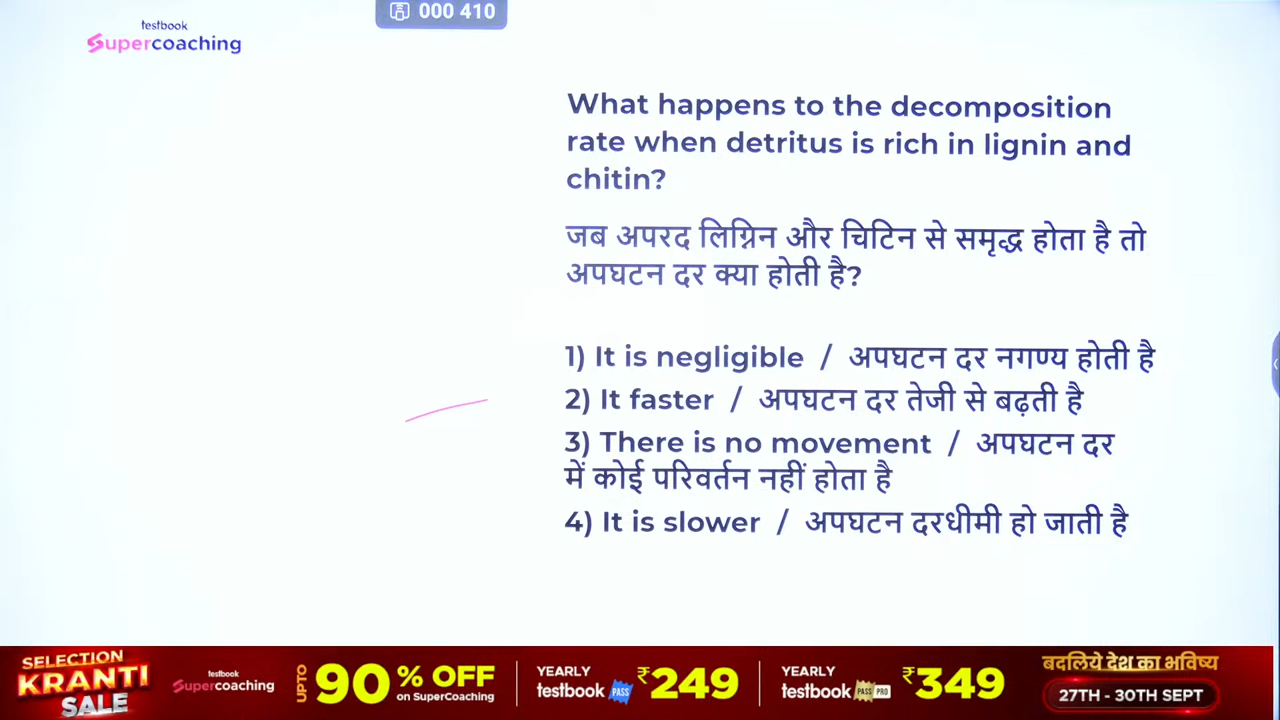 testbook
Supercoaching
000 410
What happens to the decomposition
rate when detritus is rich in lignin and
chitin?
जब अपरद लिग्निन और चिटिन से समृद्ध होता है तो
अपघटन दर क्या होती है?
1) It is negligible / अपघटन दर नगण्य होती है
2) It faster / अपघटन दर तेजी से बढ़ती है
3) There is no movement / अपघटन दर
में कोई परिवर्तन नहीं होता है
4) It is slower / अपघटन दरधीमी हो जाती है
SELECTION
KRANTI
SALE
testbook
Supercoaching
UPTO
90% OFF
on SuperCoaching
YEARLY
testbook PASS
₹249
YEARLY
testbook PASS PRO
₹349
बदलिये देश का भविष्य
27TH - 30TH SEPT